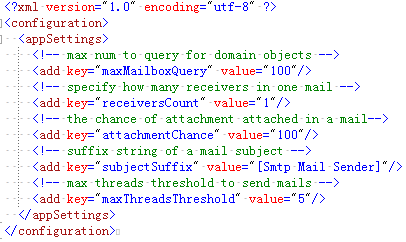 <?xml version="1.0" encoding="utf-8" ?>
<configuration>
<appSettings>
<!-- max num to query for domain objects -->
<add key="maxMailboxQuery" value="100"/>
<!-- specify how many receivers in one mail -->
<add key="receiversCount" value="1"/>
<!-- the chance of attachment attached in a mail-->
<add key="attachmentChance" value="100"/>
<!-- suffix string of a mail subject -->
<add key="subjectSuffix" value="[Smtp Mail Sender]"/>
<!-- max threads threshold to send mails -->
<add key="maxThreadsThreshold" value="5"/>
</appSettings>
</configuration>